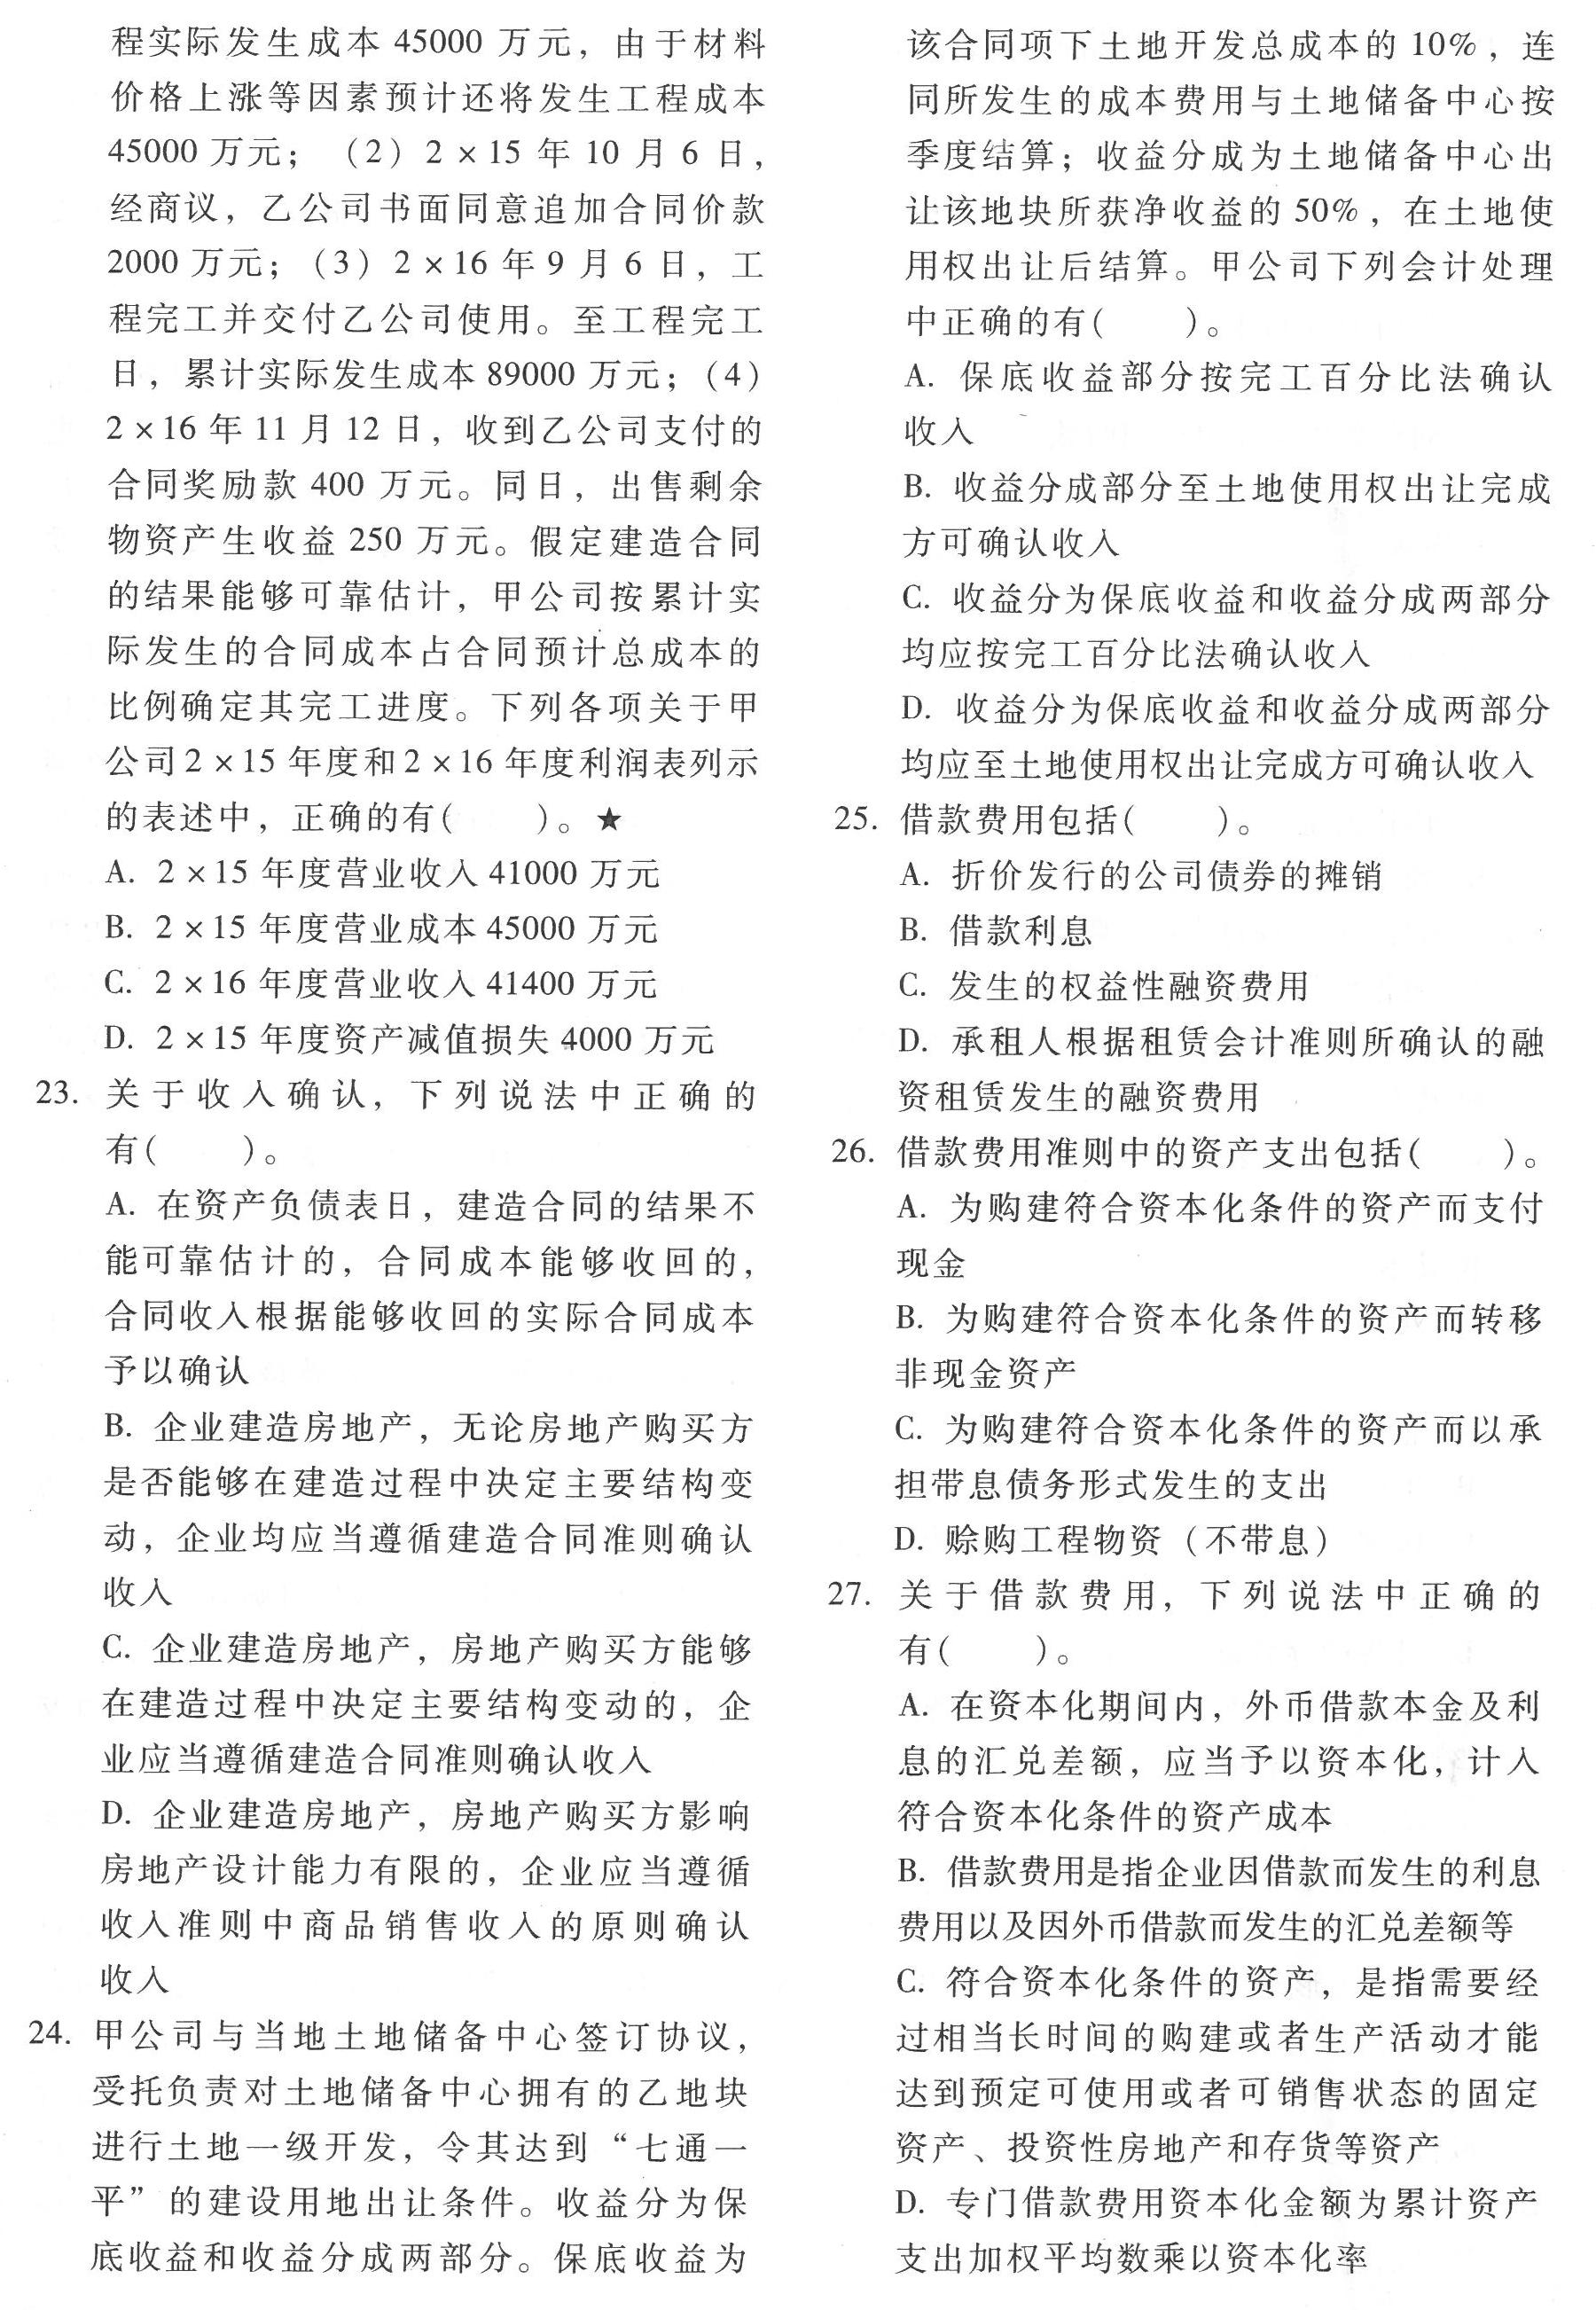 程实际发生成本 45000 万元，由于材料
价格上涨等因素预计还将发生工程成本
45000 万元；（2）2×15 年 10 月 6 日，
经商议，乙公司书面同意追加合同价款
2000 万元；（3）2×16 年 9 月 6 日，工
程完工并交付乙公司使用。至工程完工
日，累计实际发生成本 89000 万元；（4）
2×16 年 11 月 12 日，收到乙公司支付的
合同奖励款 400 万元。同日，出售剩余
物资产生收益 250 万元。假定建造合同
的结果能够可靠估计，甲公司按累计实
际发生的合同成本占合同预计总成本的
比例确定其完工进度。下列各项关于甲
公司2×15 年度和2×16 年度利润表列示
的表述中，正确的有(　　)。★
A. 2×15 年度营业收入 41000 万元
B. 2×15 年度营业成本 45000 万元
C. 2×16 年度营业收入 41400 万元
D. 2×15 年度资产减值损失 4000 万元
23. 关于收入确认，下列说法中正确的
有(　　)。
A. 在资产负债表日，建造合同的结果不
能可靠估计的，合同成本能够收回的，
合同收入根据能够收回的实际合同成本
予以确认
B. 企业建造房地产，无论房地产购买方
是否能够在建造过程中决定主要结构变
动，企业均应当遵循建造合同准则确认
收入
C. 企业建造房地产，房地产购买方能够
在建造过程中决定主要结构变动的，企
业应当遵循建造合同准则确认收入
D. 企业建造房地产，房地产购买方影响
房地产设计能力有限的，企业应当遵循
收入准则中商品销售收入的原则确认
收入
24. 甲公司与当地土地储备中心签订协议，
受托负责对土地储备中心拥有的乙地块
进行土地一级开发，令其达到“七通一
平”的建设用地出让条件。收益分为保
底收益和收益分成两部分。保底收益为
该合同项下土地开发总成本的 10%，连
同所发生的成本费用与土地储备中心按
季度结算；收益分成为土地储备中心出
让该地块所获净收益的 50%，在土地使
用权出让后结算。甲公司下列会计处理
中正确的有(　　)。
A. 保底收益部分按完工百分比法确认
收入
B. 收益分成部分至土地使用权出让完成
方可确认收入
C. 收益分为保底收益和收益分成两部分
均应按完工百分比法确认收入
D. 收益分为保底收益和收益分成两部分
均应至土地使用权出让完成方可确认收入
25. 借款费用包括(　　)。
A. 折价发行的公司债券的摊销
B. 借款利息
C. 发生的权益性融资费用
D. 承租人根据租赁会计准则所确认的融
资租赁发生的融资费用
26. 借款费用准则中的资产支出包括(　　)。
A. 为购建符合资本化条件的资产而支付
现金
B. 为购建符合资本化条件的资产而转移
非现金资产
C. 为购建符合资本化条件的资产而以承
担带息债务形式发生的支出
D. 赊购工程物资（不带息）
27. 关于借款费用，下列说法中正确的
有(　　)。
A. 在资本化期间内，外币借款本金及利
息的汇兑差额，应当予以资本化，计入
符合资本化条件的资产成本
B. 借款费用是指企业因借款而发生的利息
费用以及因外币借款而发生的汇兑差额等
C. 符合资本化条件的资产，是指需要经
过相当长时间的购建或者生产活动才能
达到预定可使用或者可销售状态的固定
资产、投资性房地产和存货等资产
D. 专门借款费用资本化金额为累计资产
支出加权平均数乘以资本化率